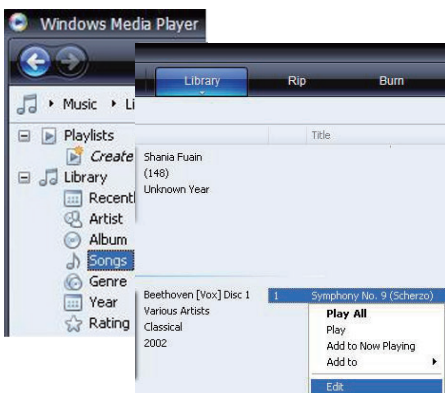 Windows Media Player
Music Li
Playlists
Create
Library
Recent
Artist
Album
Songs
Genre
Year
Rating
Library Rip Burn
Title
Shania Fuain
(148)
Unknown Year
Beethoven [Vox] Disc 1 1 Symphony No. 9 (Scherzo)
Various Artists
Classical
2002
Play All
Play
Add to Now Playing
Add to
Edit